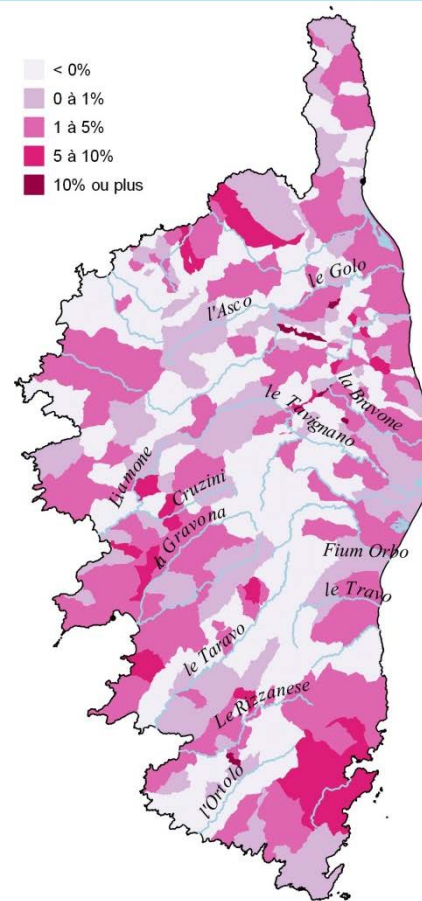 < 0%
0 à 1%
1 à 5%
5 à 10%
10% ou plus
le Golo
l'Asco
la Bravone
le Tavignano
Liamone
Cruzini
la Gravona
Fium Orbo
le Travo
le Taravo
Le Rizzanese
l'Ortolo